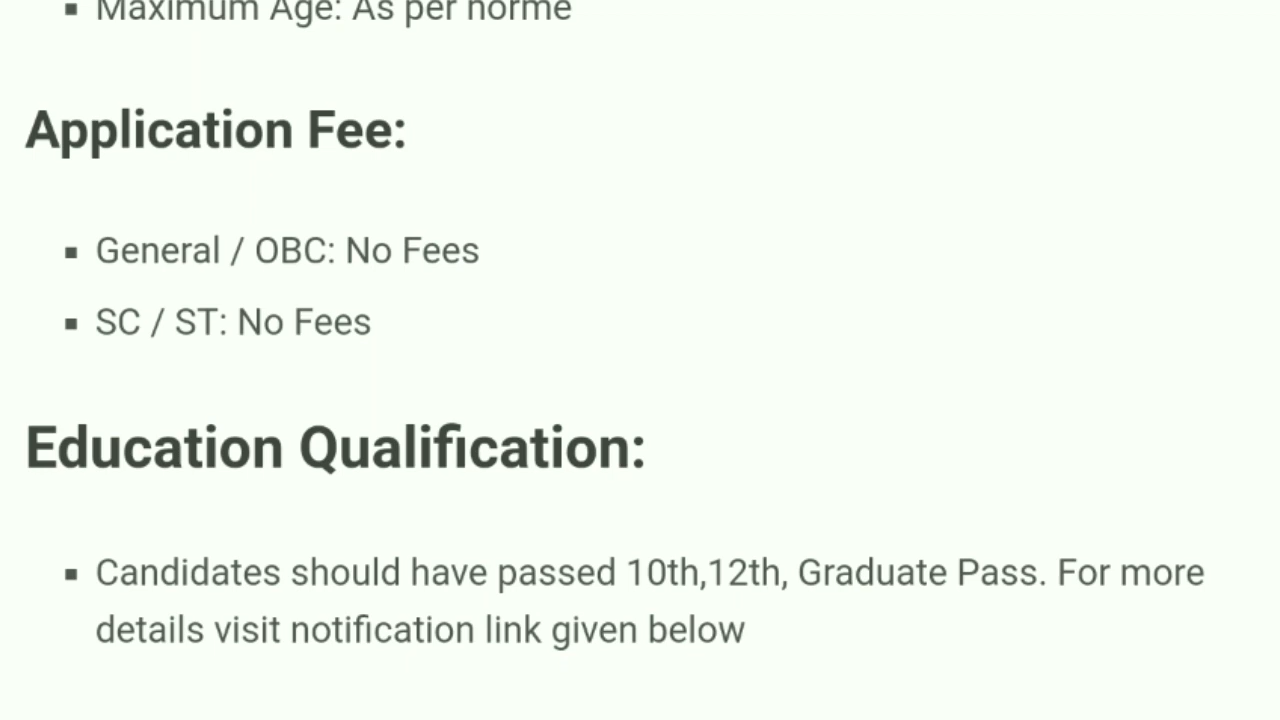 Maximum Age: As per norme
Application Fee:
▪ General / OBC: No Fees
▪ SC / ST: No Fees
Education Qualification:
▪ Candidates should have passed 10th,12th, Graduate Pass. For more
details visit notification link given below